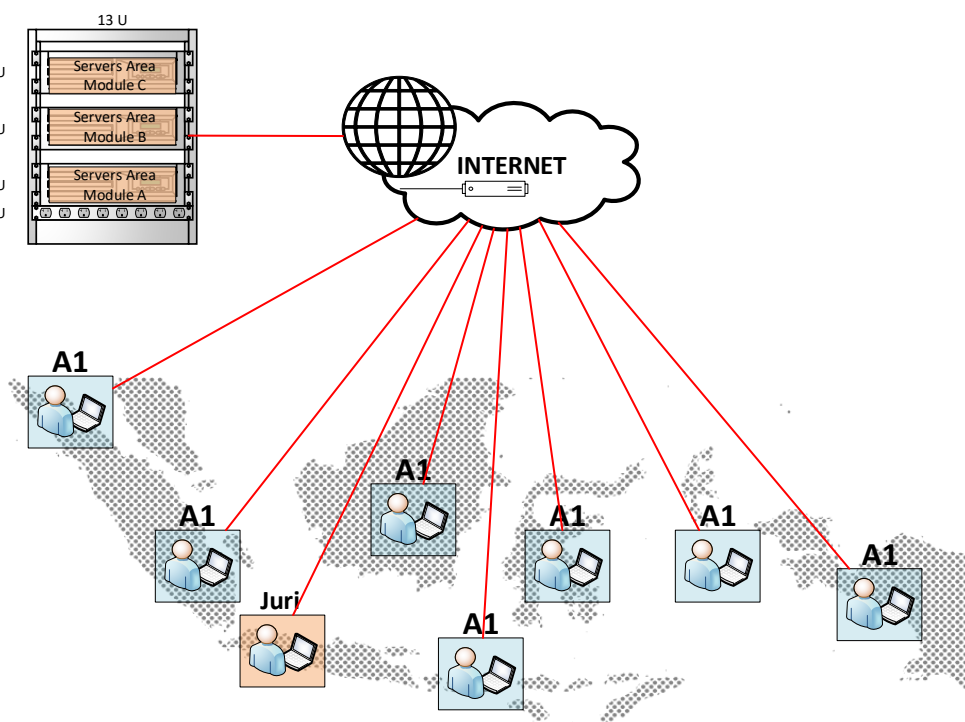 13 U
Servers Area
Module C
U
Servers Area
Module B
U
Servers Area
Module A
U
U
INTERNET
A1
A1
A1
A1
A1
A1
Juri
A1